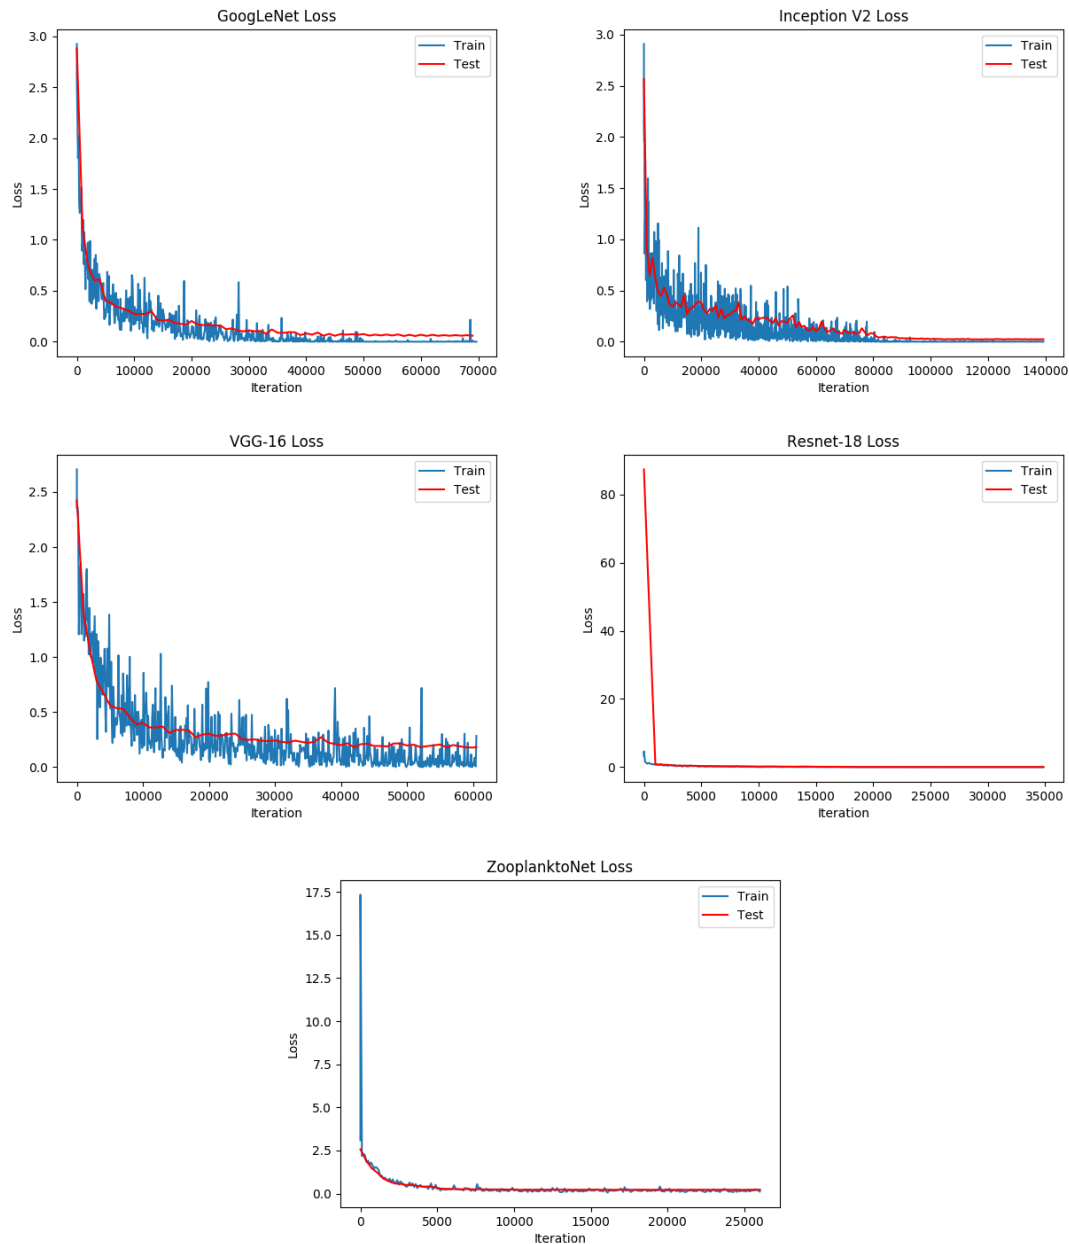 GoogLeNet Loss
3.0
2.5
2.0
1.5
1.0
0.5
0.0
Loss
Train
Test
0 10000 20000 30000 40000 50000 60000 70000
Iteration
Inception V2 Loss
3.0
2.5
2.0
1.5
1.0
0.5
0.0
Loss
Train
Test
0 20000 40000 60000 80000 100000 120000 140000
Iteration
VGG-16 Loss
2.5
2.0
1.5
1.0
0.5
0.0
Loss
Train
Test
0 10000 20000 30000 40000 50000 60000
Iteration
Resnet-18 Loss
80
60
40
20
0
Loss
Train
Test
0 5000 10000 15000 20000 25000 30000 35000
Iteration
ZooplanktoNet Loss
17.5
15.0
12.5
10.0
7.5
5.0
2.5
0.0
Loss
Train
Test
0 5000 10000 15000 20000 25000
Iteration